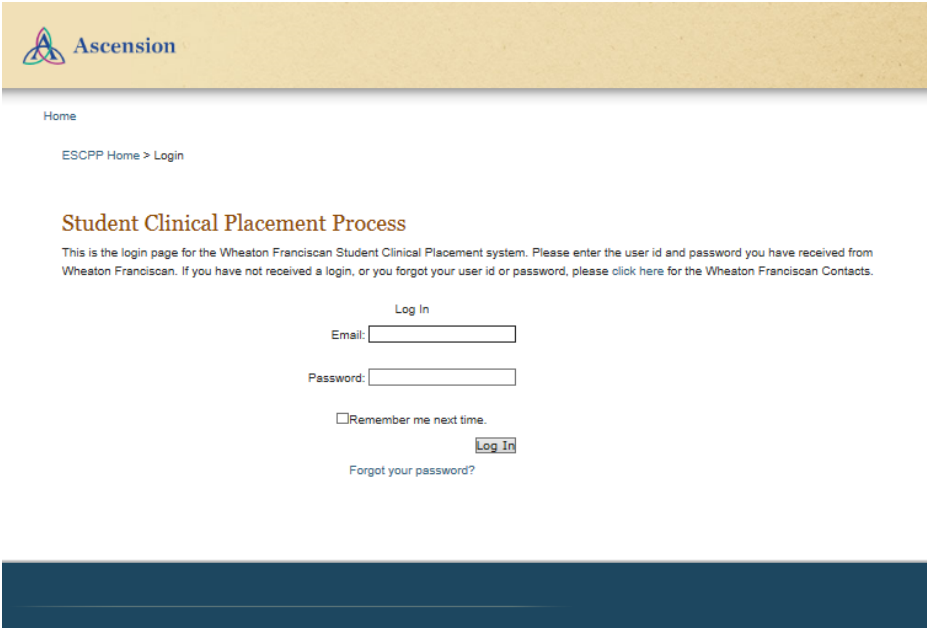 Ascension
Home
ESCPP Home > Login
Student Clinical Placement Process
This is the login page for the Wheaton Franciscan Student Clinical Placement system. Please enter the user id and password you have received from
Wheaton Franciscan. If you have not received a login, or you forgot your user id or password, please click here for the Wheaton Franciscan Contacts.
Log In
Email:
Password:
Remember me next time.
Log In
Forgot your password?